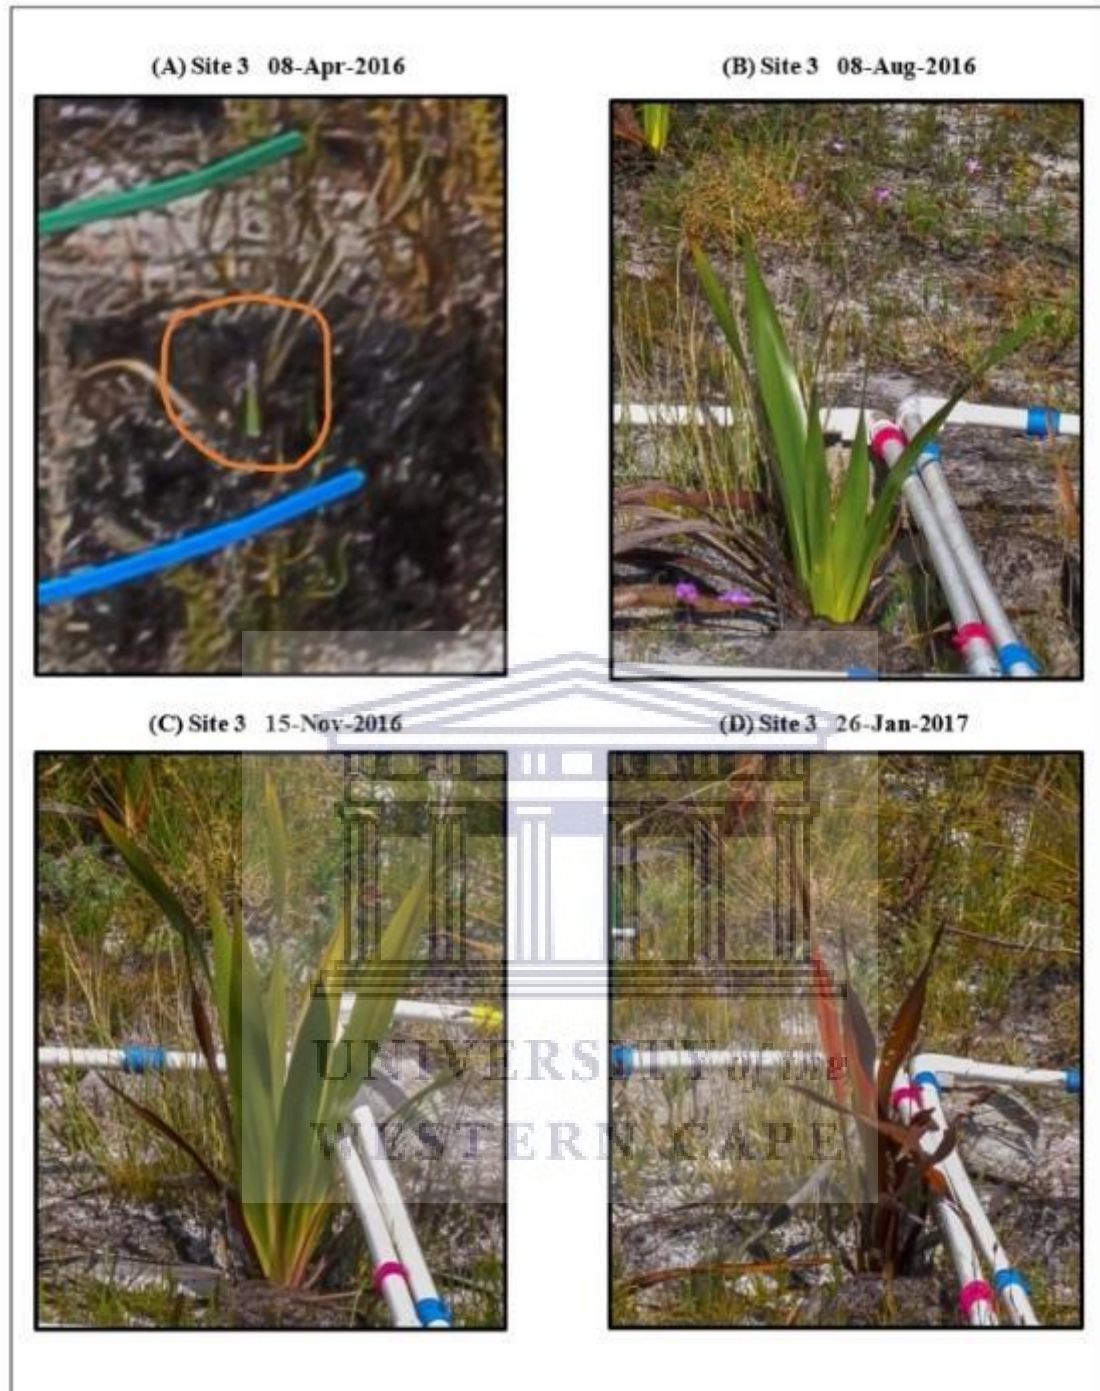 (A) Site 3 08-Apr-2016
(B) Site 3 08-Aug-2016
(C) Site 3 15-Nov-2016
(D) Site 3 26-Jan-2017
UNIVERSITY of the
WESTERN CAPE